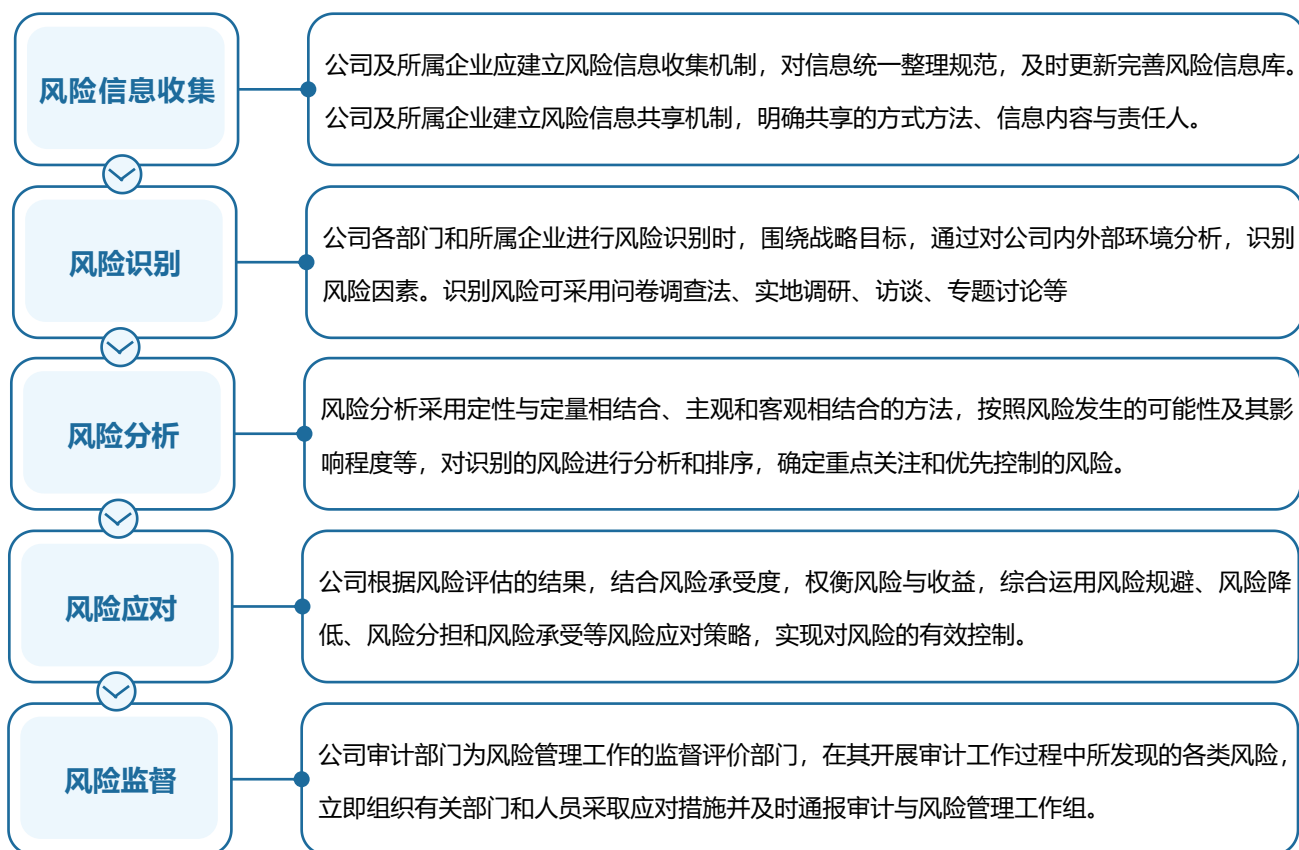 风险信息收集
公司及所属企业应建立风险信息收集机制，对信息统一整理规范，及时更新完善风险信息库。
公司及所属企业建立风险信息共享机制，明确共享的方式方法、信息内容与责任人。
风险识别
公司各部门和所属企业进行风险识别时，围绕战略目标，通过对公司内外部环境分析，识别
风险因素。识别风险可采用问卷调查法、实地调研、访谈、专题讨论等
风险分析
风险分析采用定性与定量相结合、主观和客观相结合的方法，按照风险发生的可能性及其影
响程度等，对识别的风险进行分析和排序，确定重点关注和优先控制的风险。
风险应对
公司根据风险评估的结果，结合风险承受度，权衡风险与收益，综合运用风险规避、风险降
低、风险分担和风险承受等风险应对策略，实现对风险的有效控制。
风险监督
公司审计部门为风险管理工作的监督评价部门，在其开展审计工作过程中所发现的各类风险，
立即组织有关部门和人员采取应对措施并及时通报审计与风险管理工作组。